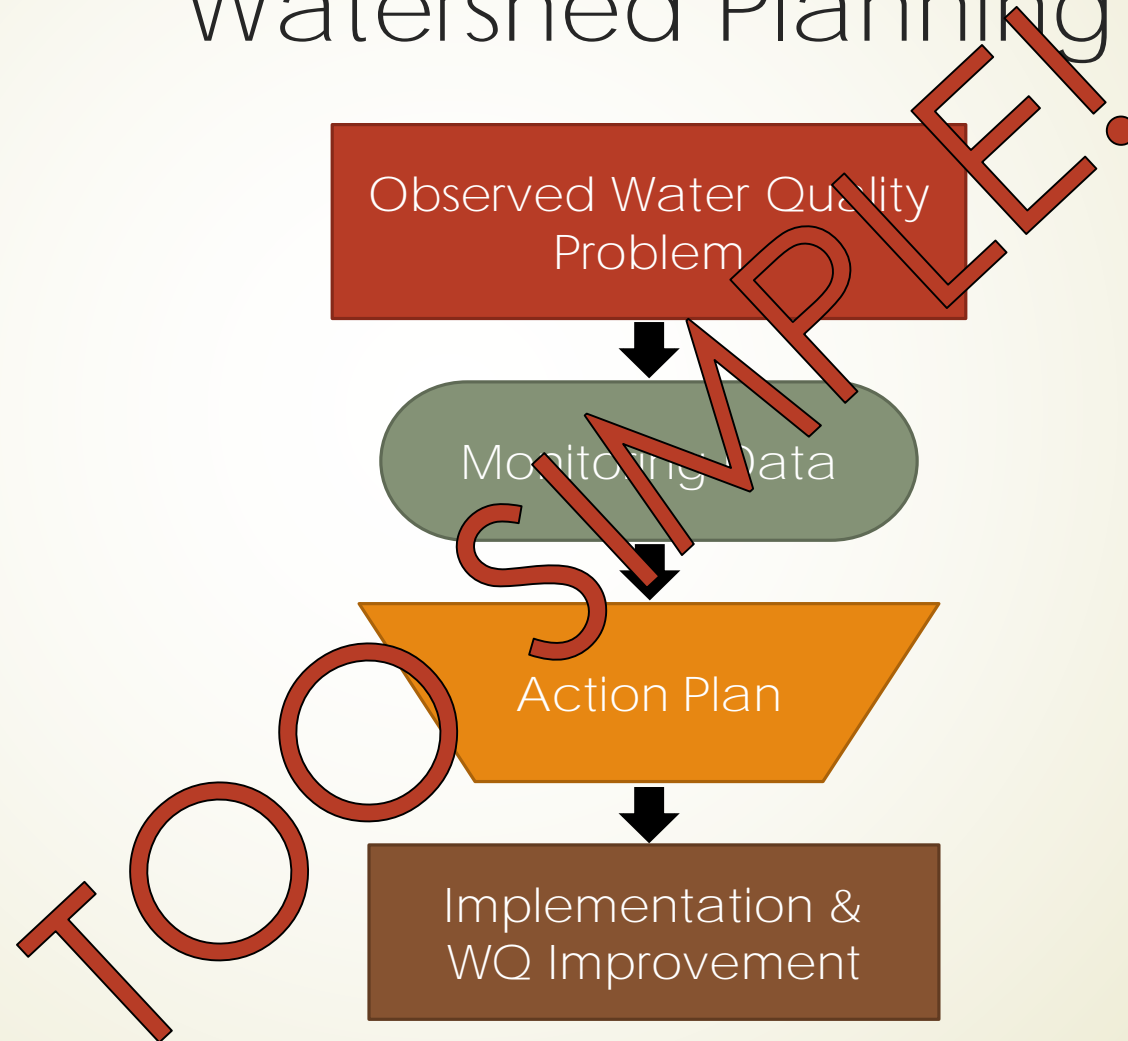 Watershed Planning
Observed Water Quality
Problem
Monitoring Data
Action Plan
Implementation &
WQ Improvement
TOO SIMPLE!